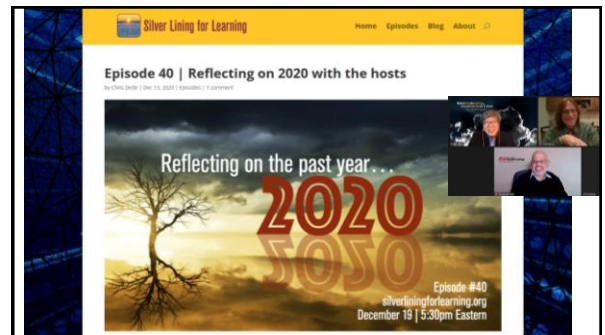 Silver Lining for Learning
Home Episodes Blog About
Episode 40 | Reflecting on 2020 with the hosts
by Chris Dede | Dec 13, 2020 | Episodes | 1 comment
Reflecting on the past year...
2020
Episode #40
silverliningforlearning.org
December 19 | 5:30pm Eastern